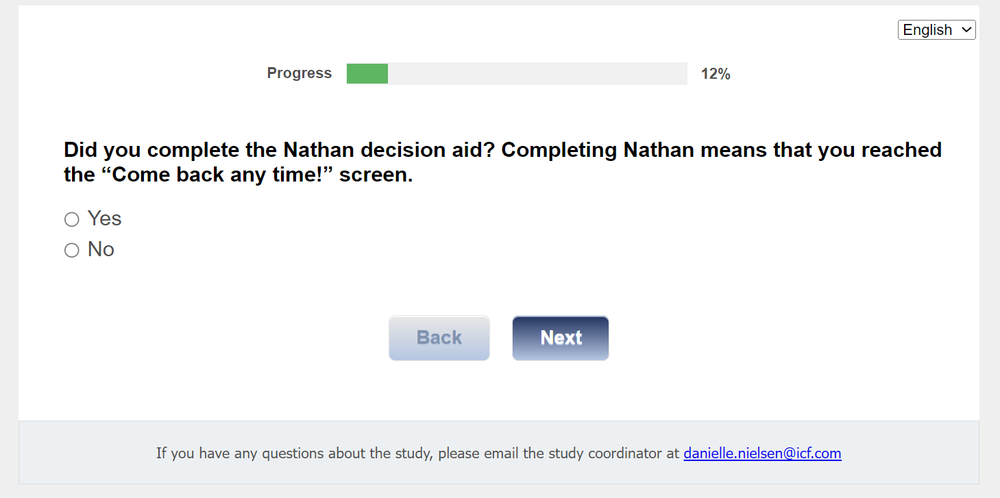 English
Progress 12%
Did you complete the Nathan decision aid? Completing Nathan means that you reached
the “Come back any time!” screen.
Yes
No
Back Next
If you have any questions about the study, please email the study coordinator at danielle.nielsen@icf.com